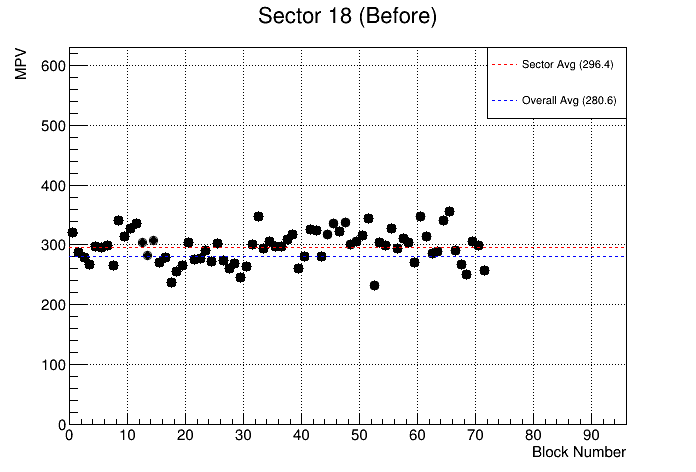 Sector 18 (Before)
MPV
600
500
400
300
200
100
0
Sector Avg (296.4)
Overall Avg (280.6)
0 10 20 30 40 50 60 70 80 90
Block Number